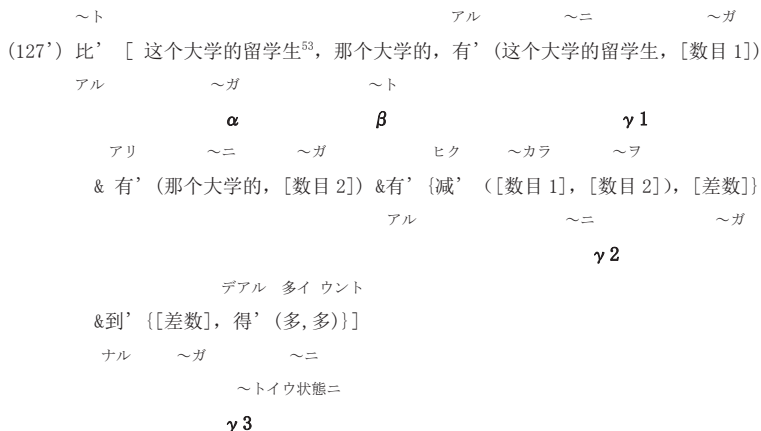 ～ト アル ～ニ ～ガ
(127’) 比’ [ 这个大学的留学生53，那个大学的，有’(这个大学的留学生，[数目 1])
アル ～ガ ～ト
α β γ1
アリ ～ニ ～ガ ヒク ～カラ ～ヲ
& 有’(那个大学的，[数目 2]) &有’{减’([数目 1]，[数目 2])，[差数]}
アル ～ニ ～ガ
γ2
デアル 多イ ウント
&到’{[差数]，得’(多,多)}]
ナル ～ガ ～ニ
～トイウ状態ニ
γ3